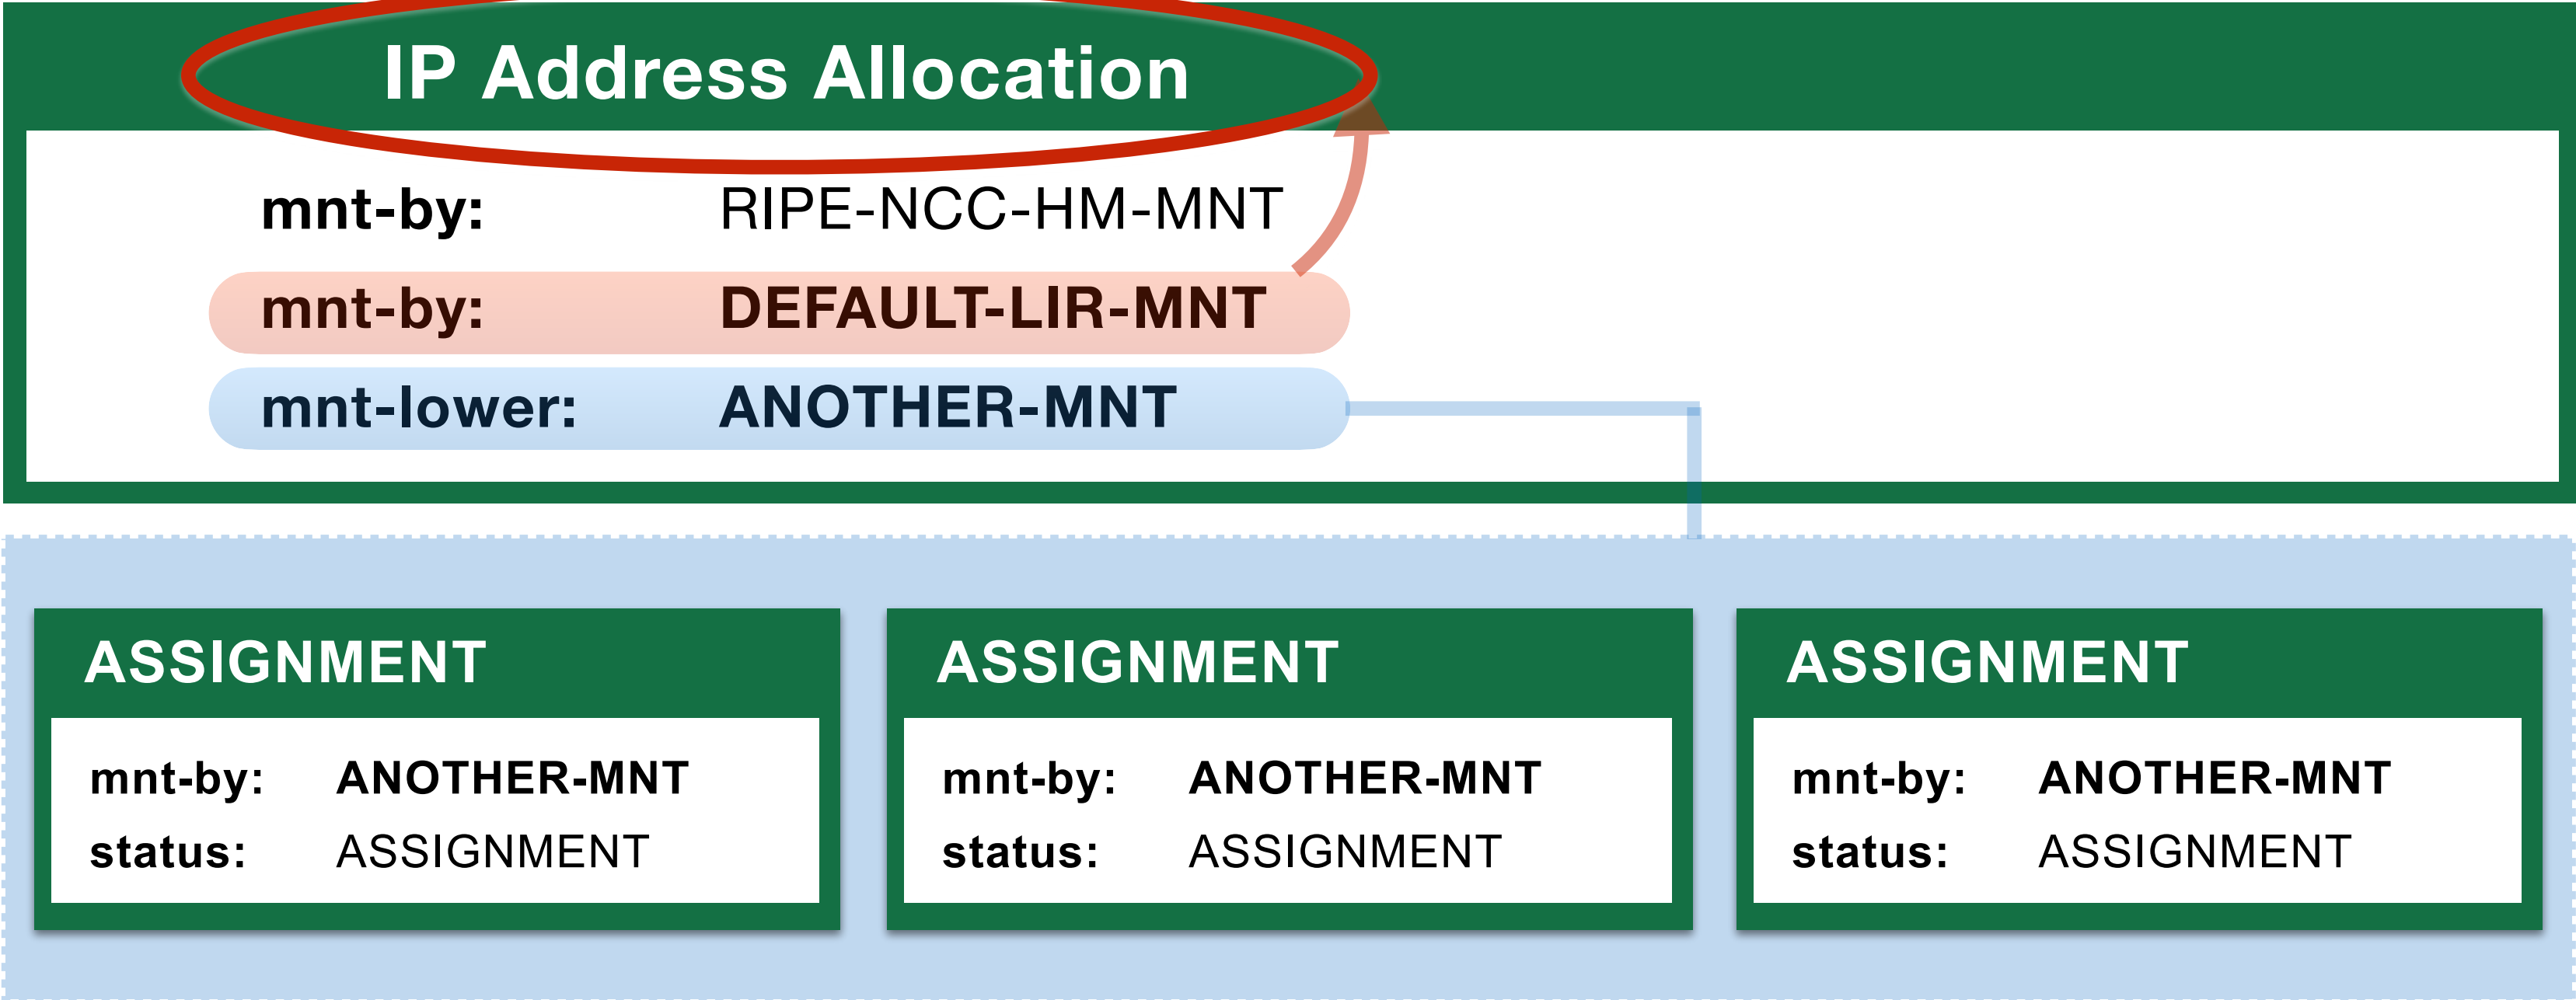 IP Address Allocation
mnt-by: RIPE-NCC-HM-MNT
mnt-by: DEFAULT-LIR-MNT
mnt-lower: ANOTHER-MNT
ASSIGNMENT
mnt-by: ANOTHER-MNT
status: ASSIGNMENT
ASSIGNMENT
mnt-by: ANOTHER-MNT
status: ASSIGNMENT
ASSIGNMENT
mnt-by: ANOTHER-MNT
status: ASSIGNMENT